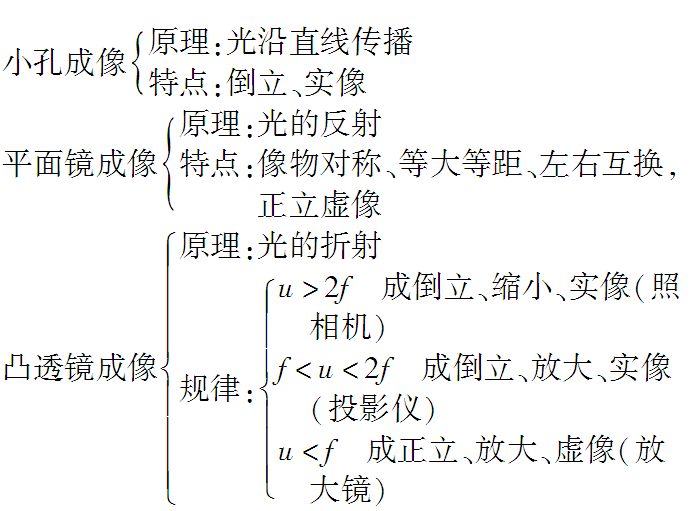 小孔成像
原理:光沿直线传播
特点:倒立、实像
平面镜成像
原理:光的反射
特点:像物对称、等大等距、左右互换,
正立虚像
凸透镜成像
原理:光的折射
规律:
u>2f 成倒立、缩小、实像(照
相机)
f<u<2f 成倒立、放大、实像
(投影仪)
u<f 成正立、放大、虚像(放
大镜)